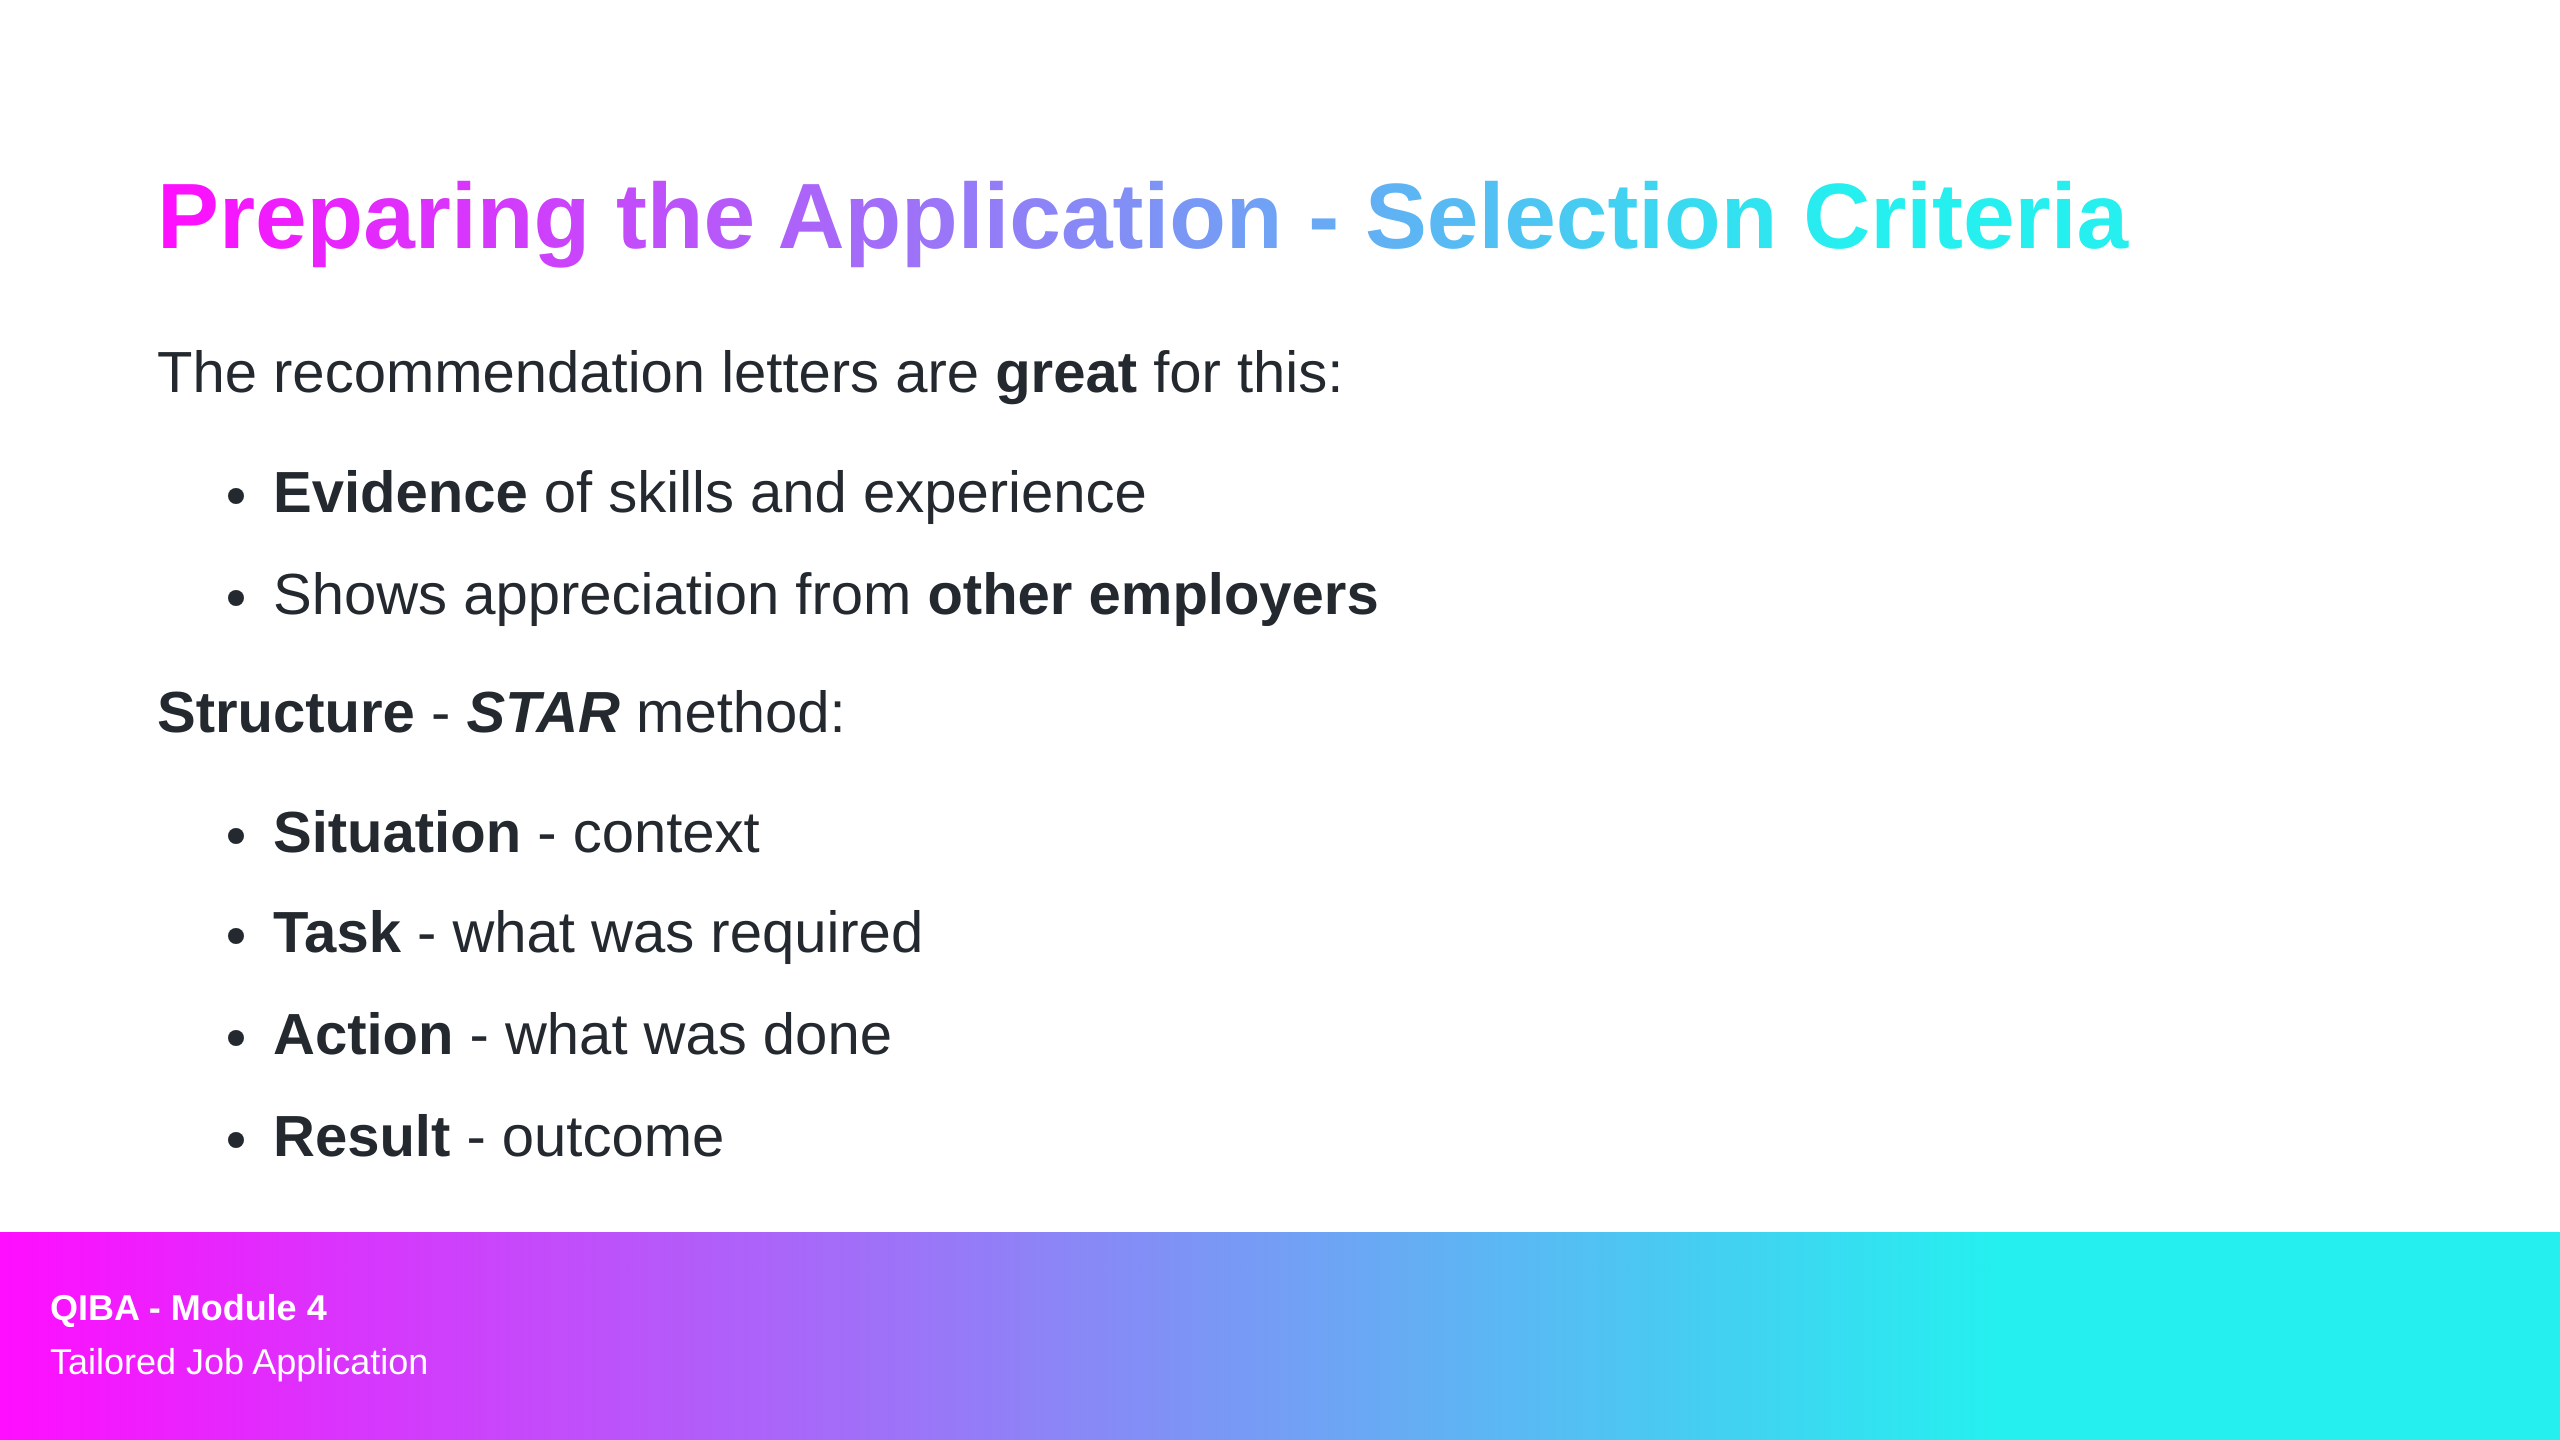 Preparing the Application - Selection Criteria
The recommendation letters are great for this:
• Evidence of skills and experience
• Shows appreciation from other employers
Structure - STAR method:
• Situation - context
• Task - what was required
• Action - what was done
• Result - outcome
QIBA - Module 4
Tailored Job Application